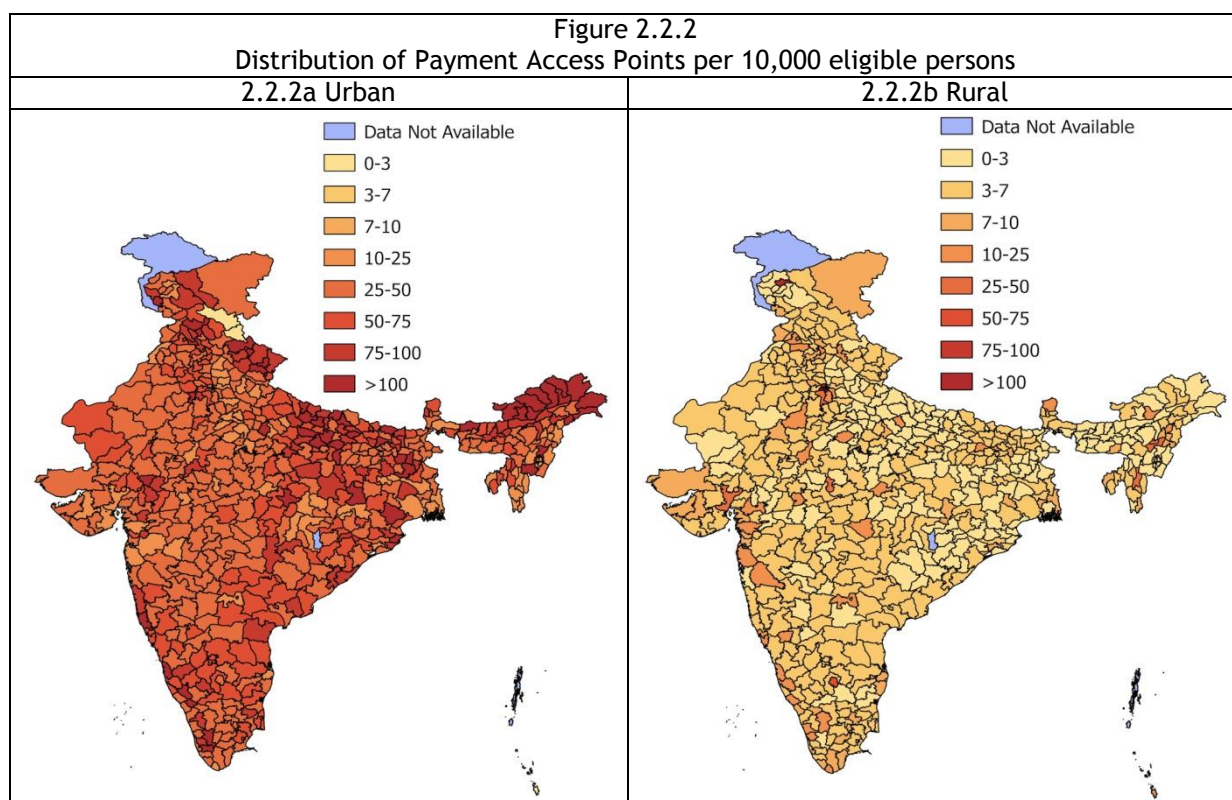 Figure 2.2.2
Distribution of Payment Access Points per 10,000 eligible persons
2.2.2a Urban
2.2.2b Rural
Data Not Available
0-3
3-7
7-10
10-25
25-50
50-75
75-100
>100
Data Not Available
0-3
3-7
7-10
10-25
25-50
50-75
75-100
>100